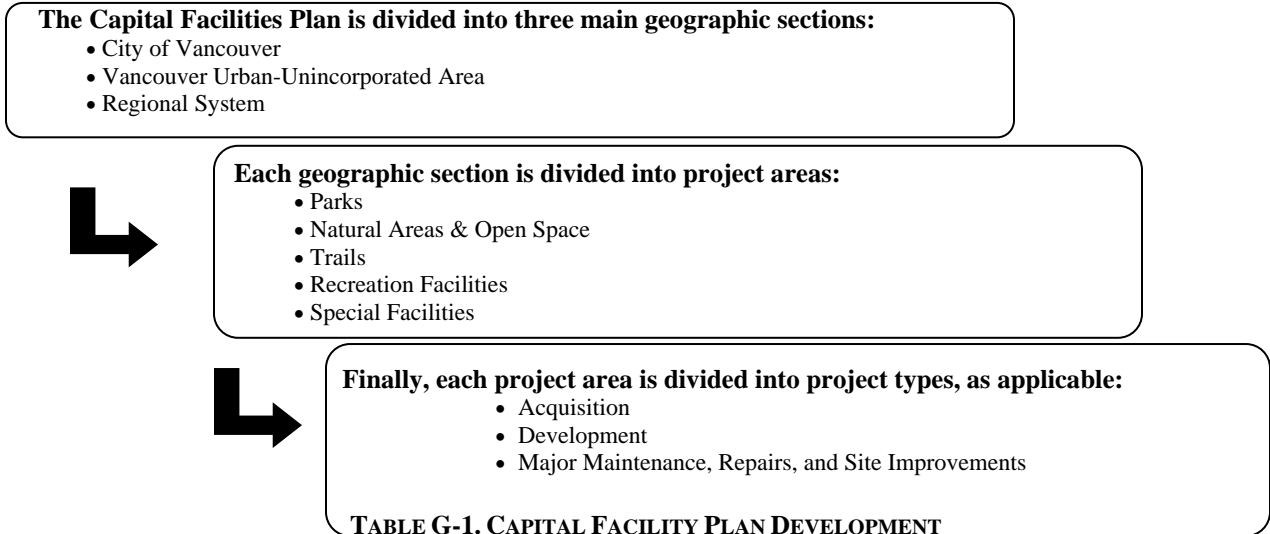 The Capital Facilities Plan is divided into three main geographic sections:
• City of Vancouver
• Vancouver Urban-Unincorporated Area
• Regional System
Each geographic section is divided into project areas:
• Parks
• Natural Areas & Open Space
• Trails
• Recreation Facilities
• Special Facilities
Finally, each project area is divided into project types, as applicable:
• Acquisition
• Development
• Major Maintenance, Repairs, and Site Improvements
TABLE G-1. CAPITAL FACILITY PLAN DEVELOPMENT